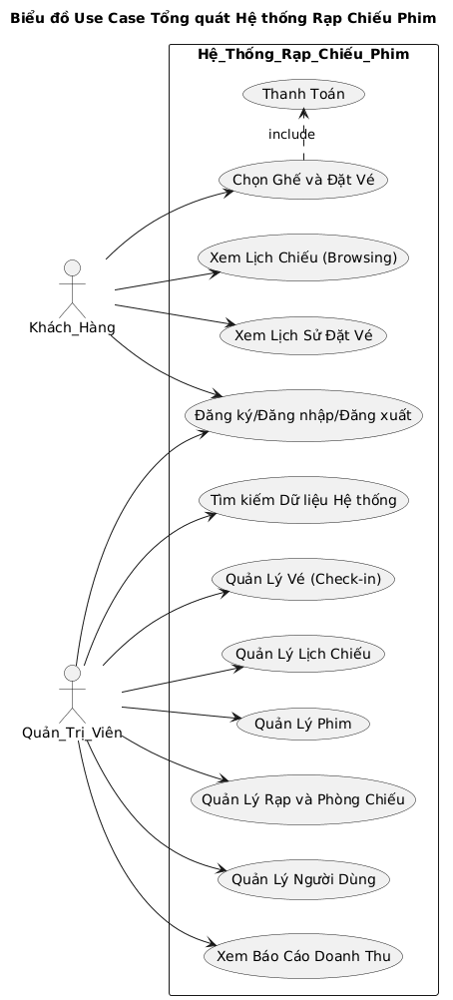 Biểu đồ Use Case Tổng quát Hệ thống Rạp Chiếu Phim
Hệ_Thống_Rạp_Chiếu_Phim
Thanh Toán
include
Chọn Ghế và Đặt Vé
Xem Lịch Chiếu (Browsing)
Khách_Hàng
Xem Lịch Sử Đặt Vé
Đăng ký/Đăng nhập/Đăng xuất
Tìm kiếm Dữ liệu Hệ thống
Quản Lý Vé (Check-in)
Quản Lý Lịch Chiếu
Quản_Trị_Viên
Quản Lý Phim
Quản Lý Rạp và Phòng Chiếu
Quản Lý Người Dùng
Xem Báo Cáo Doanh Thu